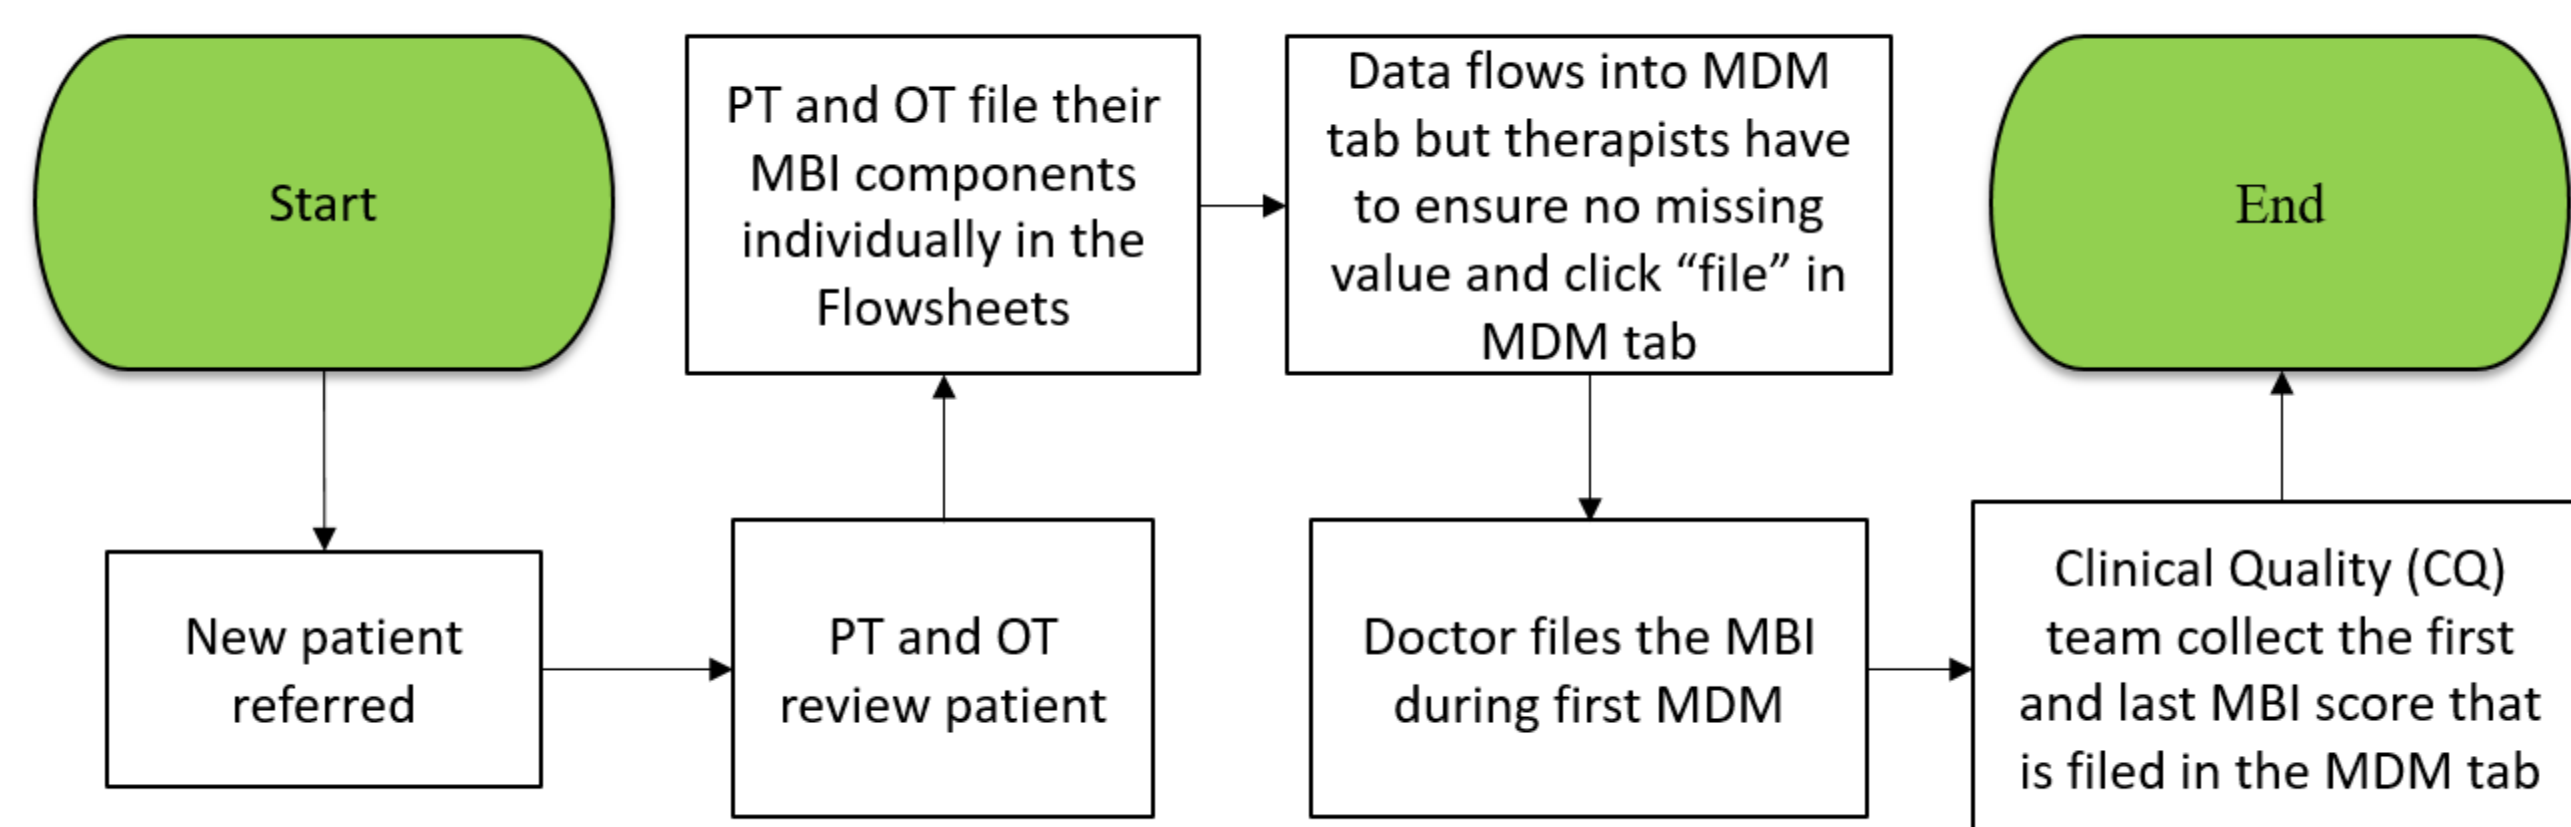 Start
New patient
referred
PT and OT
review patient
PT and OT file their
MBI components
individually in the
Flowsheets
Data flows into MDM
tab but therapists have
to ensure no missing
value and click “file” in
MDM tab
Doctor files the MBI
during first MDM
Clinical Quality (CQ)
team collect the first
and last MBI score that
is filed in the MDM tab
End